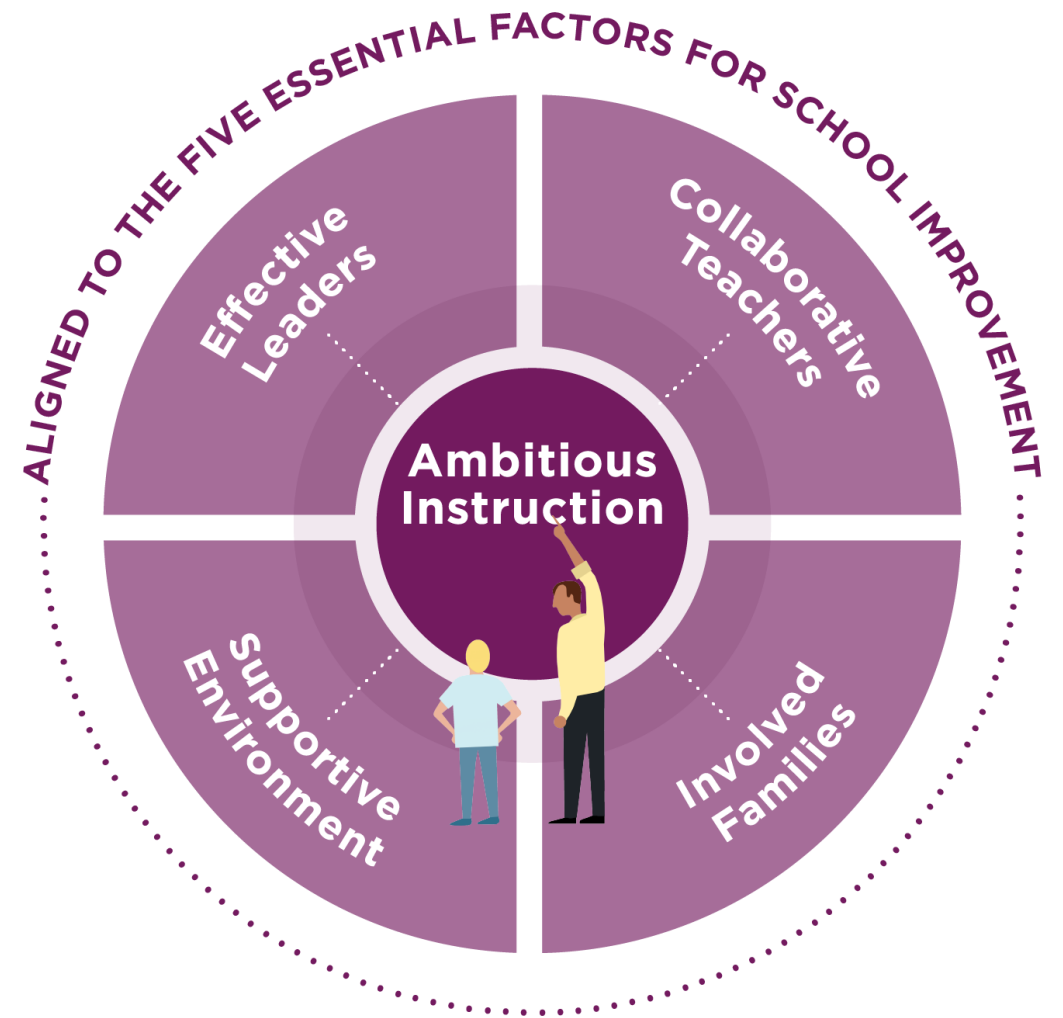 ALIGNED TO THE FIVE ESSENTIAL FACTORS FOR SCHOOL IMPROVEMENT
Effective
Leaders
Collaborative
Teachers
Ambitious
Instruction
Supportive
Environment
Involved
Families